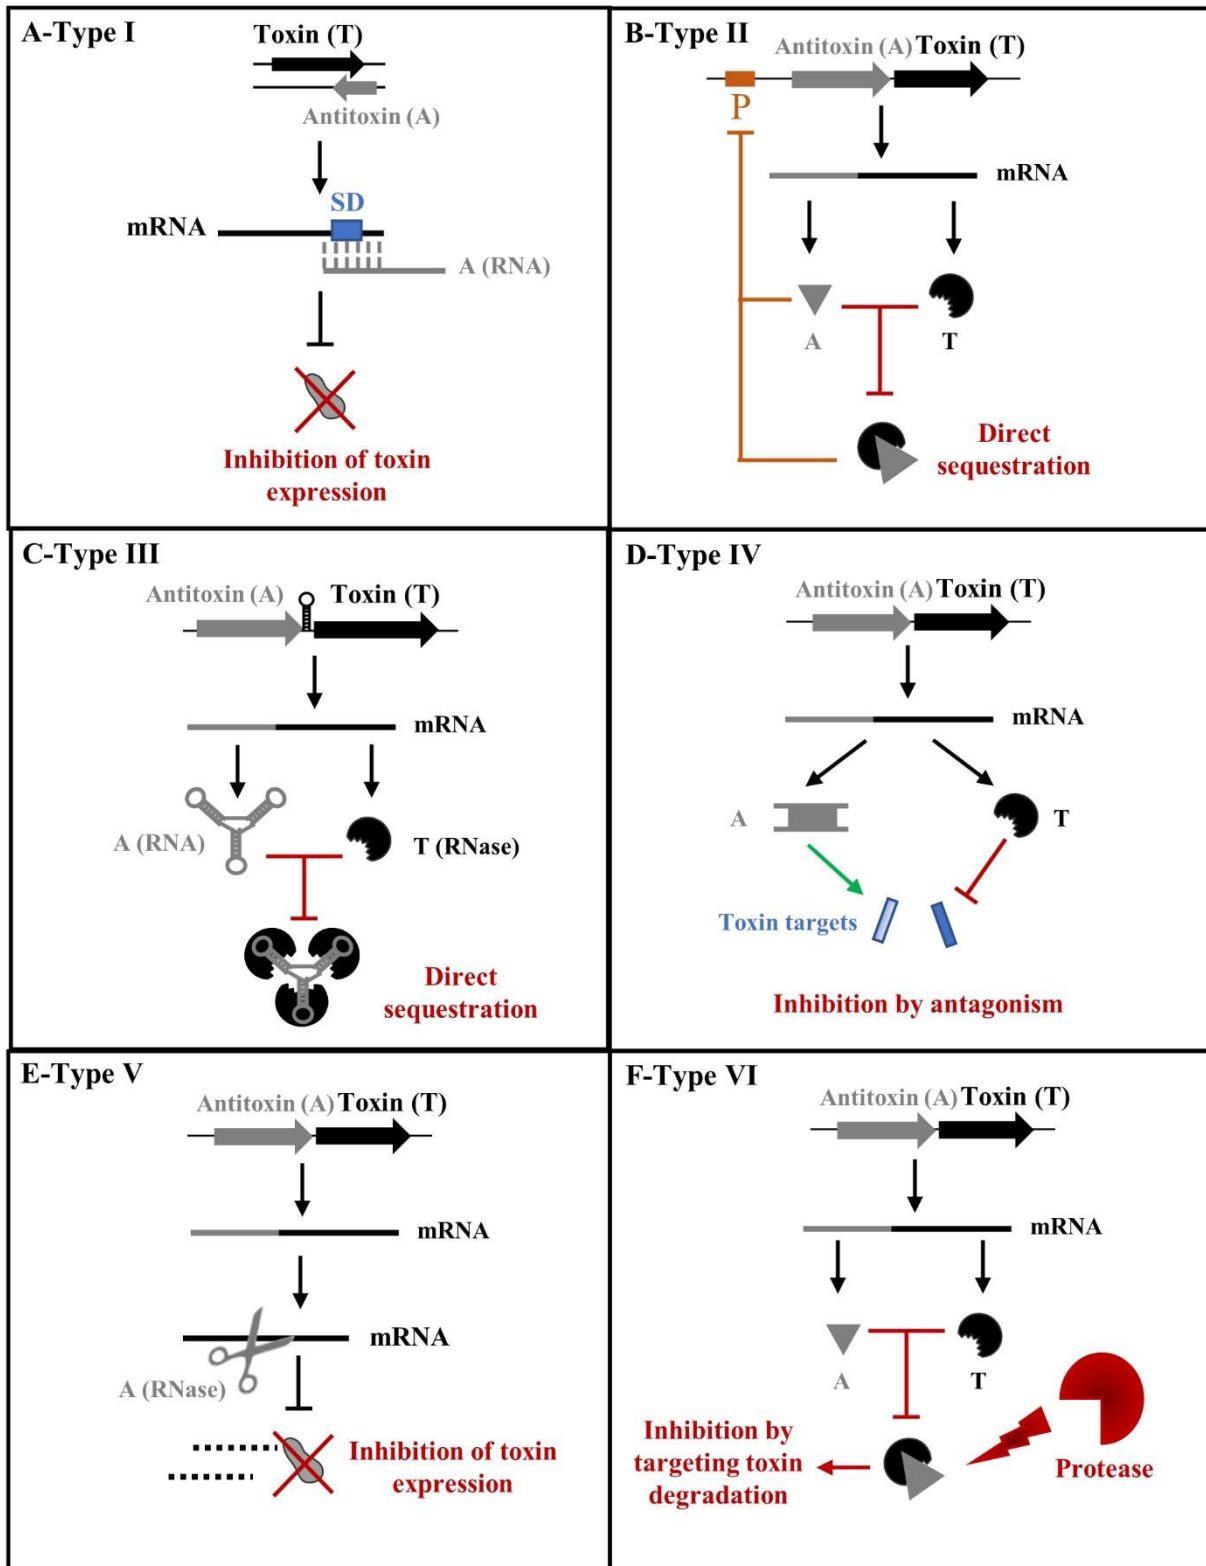 A-Type I
Toxin (T)
Antitoxin (A)
SD
mRNA
A (RNA)
Inhibition of toxin
expression
B-Type II
Antitoxin (A) Toxin (T)
P
mRNA
A
T
Direct
sequestration
C-Type III
Antitoxin (A)
Toxin (T)
mRNA
A (RNA)
T (RNase)
Direct
sequestration
D-Type IV
Antitoxin (A) Toxin (T)
mRNA
A
T
Toxin targets
Inhibition by antagonism
E-Type V
Antitoxin (A) Toxin (T)
mRNA
mRNA
A (RNase)
Inhibition of toxin
expression
F-Type VI
Antitoxin (A) Toxin (T)
mRNA
A
T
Inhibition by
targeting toxin
degradation
Protease